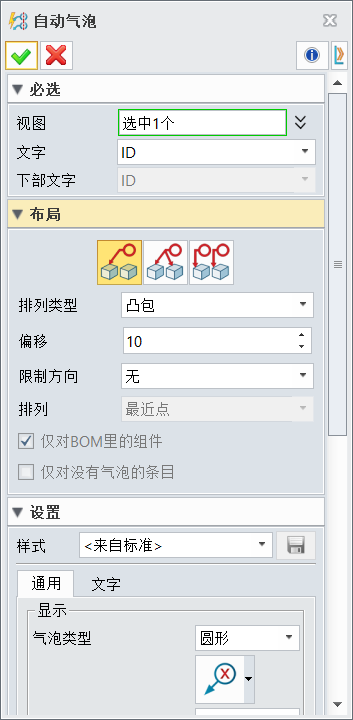 自动气泡
必选
视图 选中1个
文字 ID
下部文字 ID
布局
排列类型 凸包
偏移 10
限制方向 无
排列 最近点
仅对BOM里的组件
仅对没有气泡的条目
设置
样式 <来自标准>
通用 文字
显示
气泡类型 圆形
X